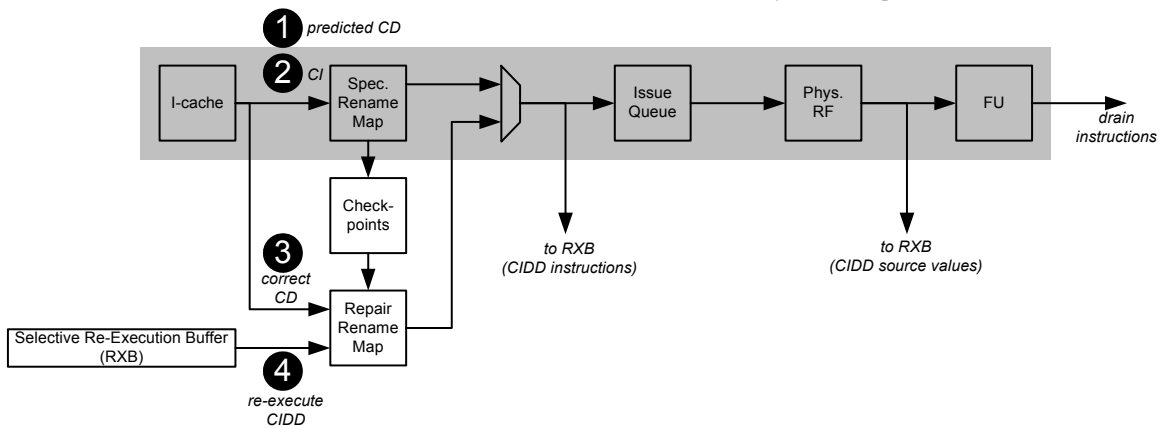 1 predicted CD
2 CI
I-cache
Spec.
Rename
Map
Issue
Queue
Phys.
RF
FU
drain
instructions
Check-
points
to RXB
(CIDD instructions)
to RXB
(CIDD source values)
3
correct
CD
Repair
Rename
Map
Selective Re-Execution Buffer
(RXB)
4
re-execute
CIDD